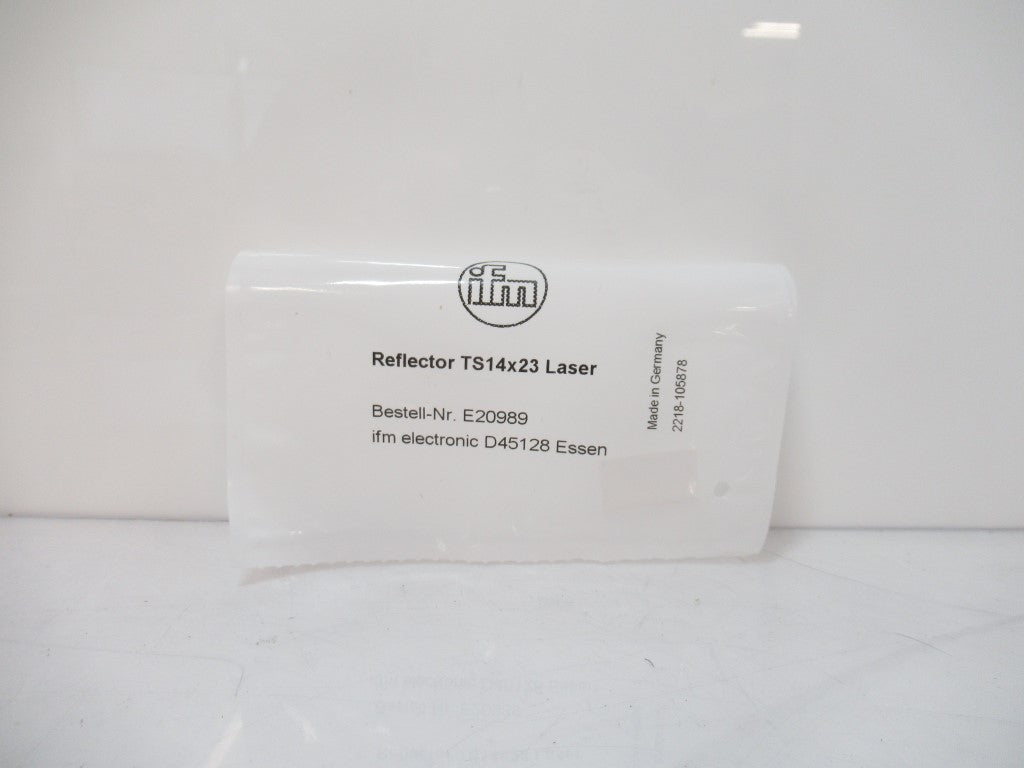 ifm
Reflector TS14x23 Laser
Bestell-Nr. E20989
ifm electronic D45128 Essen
Made in Germany
2218-105878